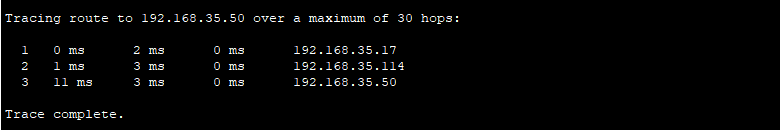 Tracing route to 192.168.35.50 over a maximum of 30 hops:
1 0 ms 2 ms 0 ms 192.168.35.17
2 1 ms 3 ms 0 ms 192.168.35.114
3 11 ms 3 ms 0 ms 192.168.35.50
Trace complete.